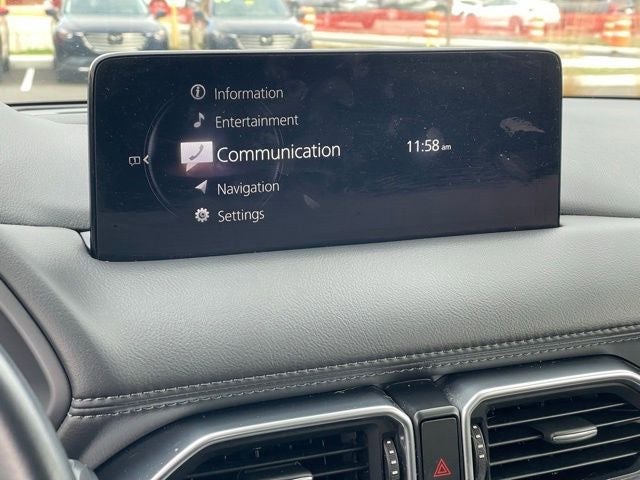 Information
Entertainment
Communication
11:58 am
Navigation
Settings